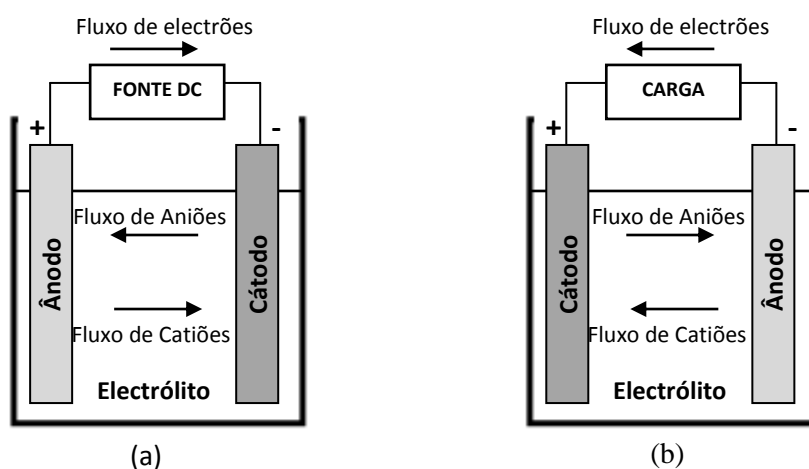 Fluxo de electrões
FONTE DC
+
-
Fluxo de Aniões
Ânodo
Cátodo
Fluxo de Catiões
Electrólito
(a)
Fluxo de electrões
CARGA
+
-
Fluxo de Aniões
Cátodo
Ânodo
Fluxo de Catiões
Electrólito
(b)